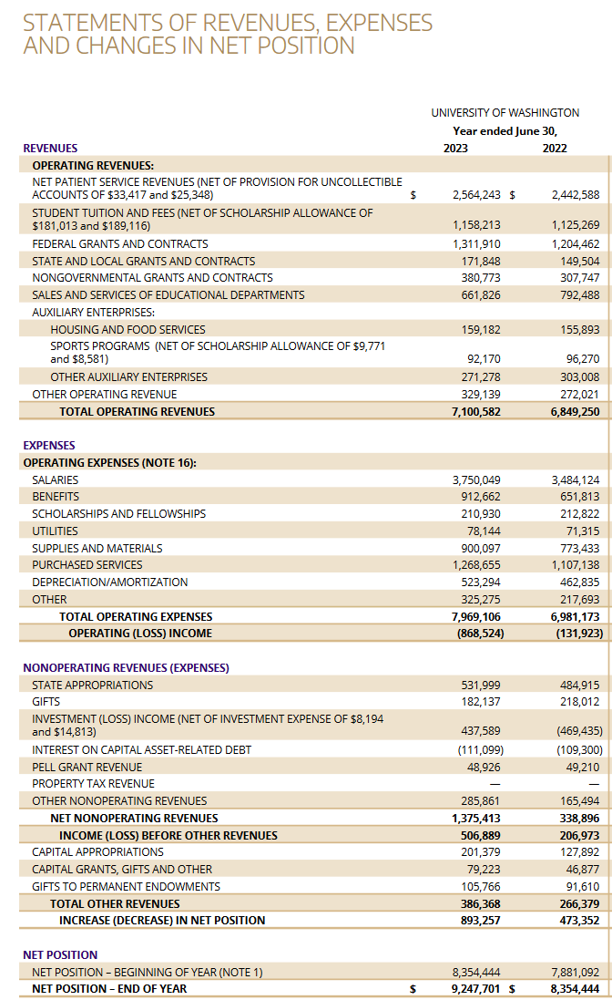 STATEMENTS OF REVENUES, EXPENSES
AND CHANGES IN NET POSITION
UNIVERSITY OF WASHINGTON
Year ended June 30,
REVENUES 2023 2022
OPERATING REVENUES:
NET PATIENT SERVICE REVENUES (NET OF PROVISION FOR UNCOLLECTIBLE
ACCOUNTS OF $33,417 and $25,348) $ 2,564,243 $ 2,442,588
STUDENT TUITION AND FEES (NET OF SCHOLARSHIP ALLOWANCE OF
$181,013 and $189,116) 1,158,213 1,125,269
FEDERAL GRANTS AND CONTRACTS 1,311,910 1,204,462
STATE AND LOCAL GRANTS AND CONTRACTS 171,848 149,504
NONGOVERNMENTAL GRANTS AND CONTRACTS 380,773 307,747
SALES AND SERVICES OF EDUCATIONAL DEPARTMENTS 661,826 792,488
AUXILIARY ENTERPRISES:
HOUSING AND FOOD SERVICES 159,182 155,893
SPORTS PROGRAMS (NET OF SCHOLARSHIP ALLOWANCE OF $9,771
and $8,581) 92,170 96,270
OTHER AUXILIARY ENTERPRISES 271,278 303,008
OTHER OPERATING REVENUE 329,139 272,021
TOTAL OPERATING REVENUES 7,100,582 6,849,250
EXPENSES
OPERATING EXPENSES (NOTE 16):
SALARIES 3,750,049 3,484,124
BENEFITS 912,662 651,813
SCHOLARSHIPS AND FELLOWSHIPS 210,930 212,822
UTILITIES 78,144 71,315
SUPPLIES AND MATERIALS 900,097 773,433
PURCHASED SERVICES 1,268,655 1,107,138
DEPRECIATION/AMORTIZATION 523,294 462,835
OTHER 325,275 217,693
TOTAL OPERATING EXPENSES 7,969,106 6,981,173
OPERATING (LOSS) INCOME (868,524) (131,923)
NONOPERATING REVENUES (EXPENSES)
STATE APPROPRIATIONS 531,999 484,915
GIFTS 182,137 218,012
INVESTMENT (LOSS) INCOME (NET OF INVESTMENT EXPENSE OF $8,194
and $14,813) 437,589 (469,435)
INTEREST ON CAPITAL ASSET-RELATED DEBT (111,099) (109,300)
PELL GRANT REVENUE 48,926 49,210
PROPERTY TAX REVENUE — —
OTHER NONOPERATING REVENUES 285,861 165,494
NET NONOPERATING REVENUES 1,375,413 338,896
INCOME (LOSS) BEFORE OTHER REVENUES 506,889 206,973
CAPITAL APPROPRIATIONS 201,379 127,892
CAPITAL GRANTS, GIFTS AND OTHER 79,223 46,877
GIFTS TO PERMANENT ENDOWMENTS 105,766 91,610
TOTAL OTHER REVENUES 386,368 266,379
INCREASE (DECREASE) IN NET POSITION 893,257 473,352
NET POSITION
NET POSITION – BEGINNING OF YEAR (NOTE 1) 8,354,444 7,881,092
NET POSITION – END OF YEAR $ 9,247,701 $ 8,354,444